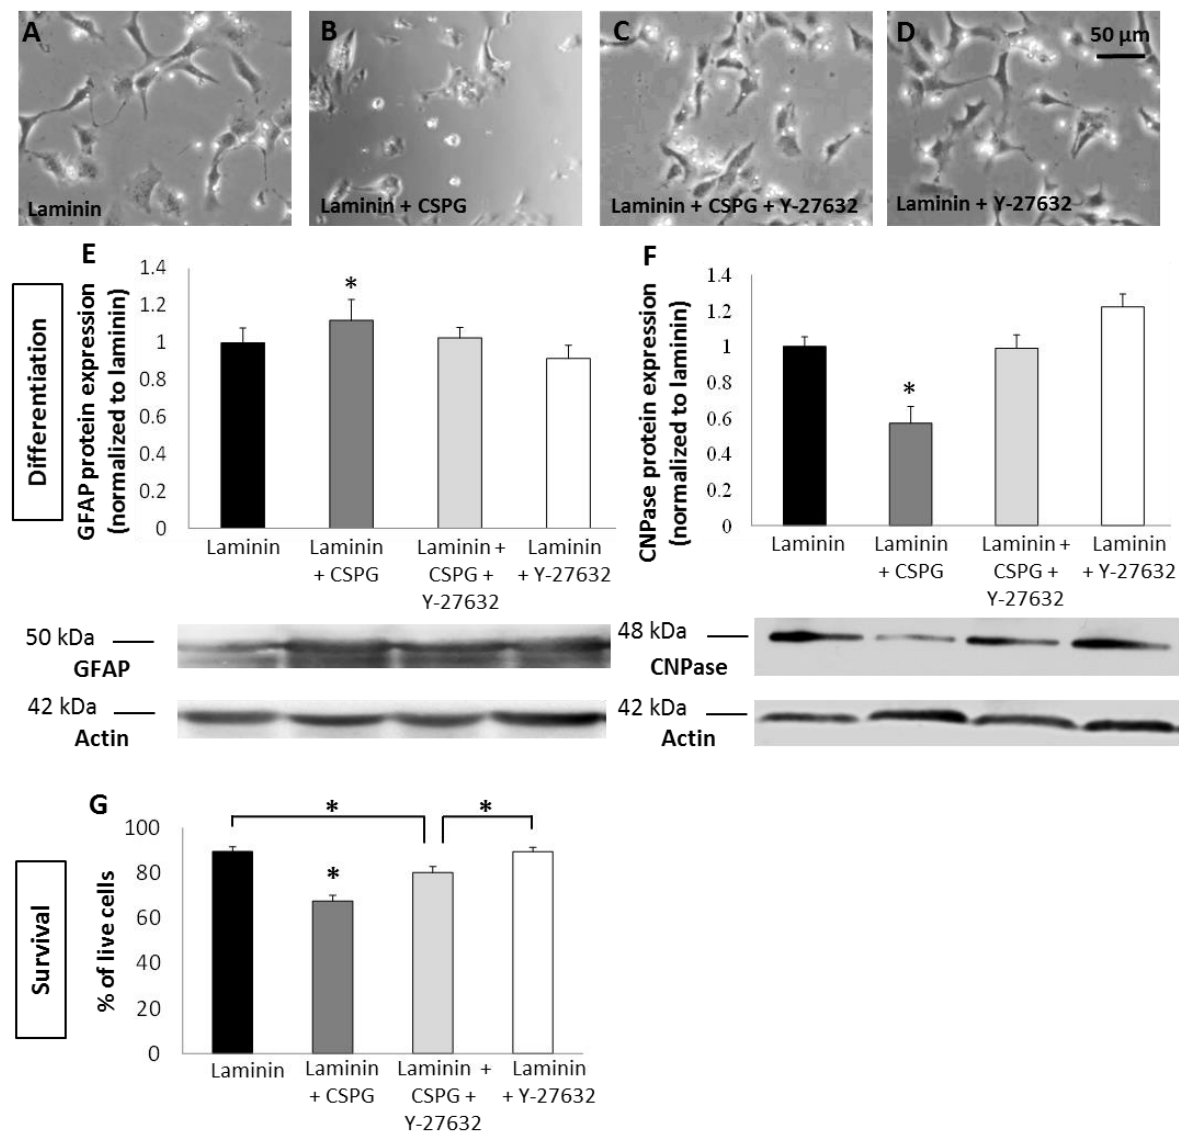 A
Laminin
B
Laminin + CSPG
C
Laminin + CSPG + Y-27632
D
50 µm
Laminin + Y-27632
Differentiation
E
GFAP protein expression
(normalized to laminin)
1.4
1.2
1
0.8
0.6
0.4
0.2
0
*
Laminin
Laminin
+ CSPG
Laminin +
CSPG +
Y-27632
Laminin
+ Y-27632
50 kDa
GFAP
42 kDa
Actin
F
CNPase protein expression
(normalized to laminin)
1.4
1.2
1
0.8
0.6
0.4
0.2
0
*
Laminin
Laminin
+ CSPG
Laminin +
CSPG +
Y-27632
Laminin
+ Y-27632
48 kDa
CNPase
42 kDa
Actin
Survival
G
% of live cells
100
80
60
40
20
0
*
*
*
Laminin
Laminin
+ CSPG
Laminin +
CSPG +
Y-27632
Laminin
+ Y-27632